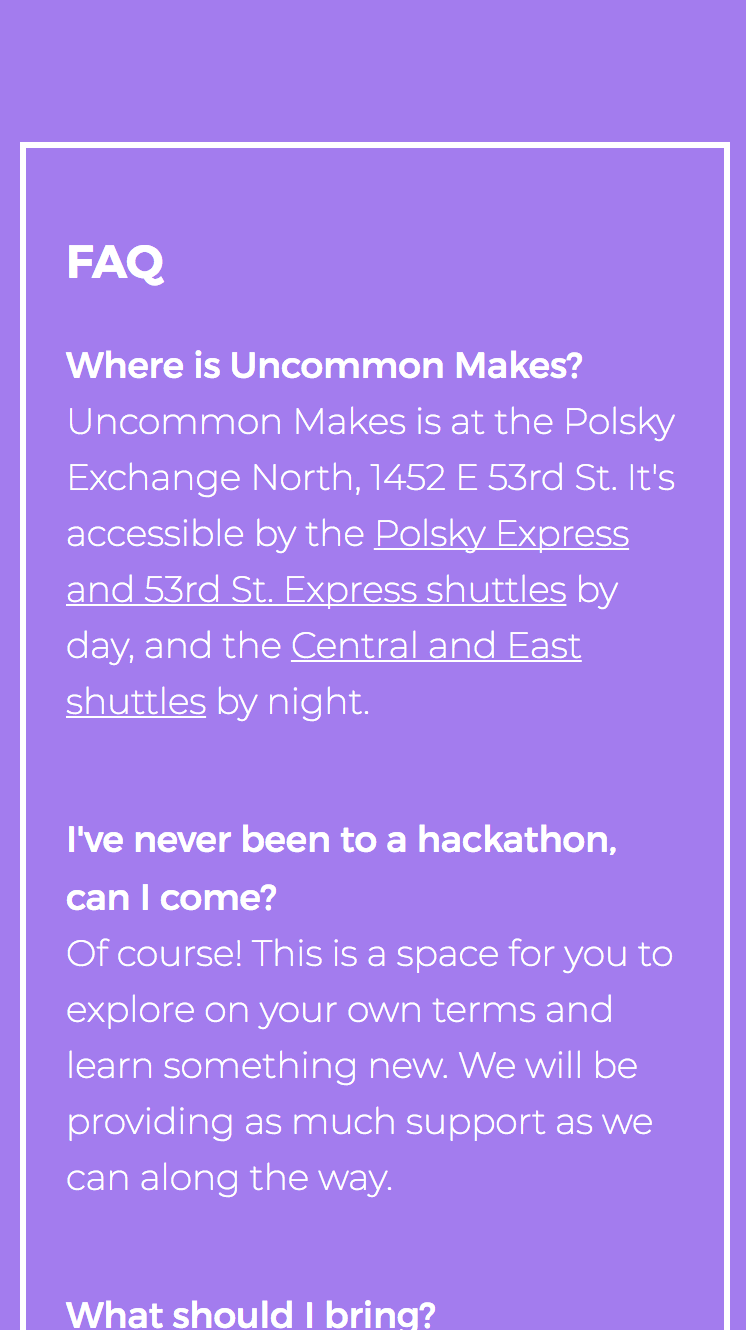 FAQ
Where is Uncommon Makes?
Uncommon Makes is at the Polsky
Exchange North, 1452 E 53rd St. It's
accessible by the Polsky Express
and 53rd St. Express shuttles by
day, and the Central and East
shuttles by night.
I've never been to a hackathon,
can I come?
Of course! This is a space for you to
explore on your own terms and
learn something new. We will be
providing as much support as we
can along the way.
What should I bring?